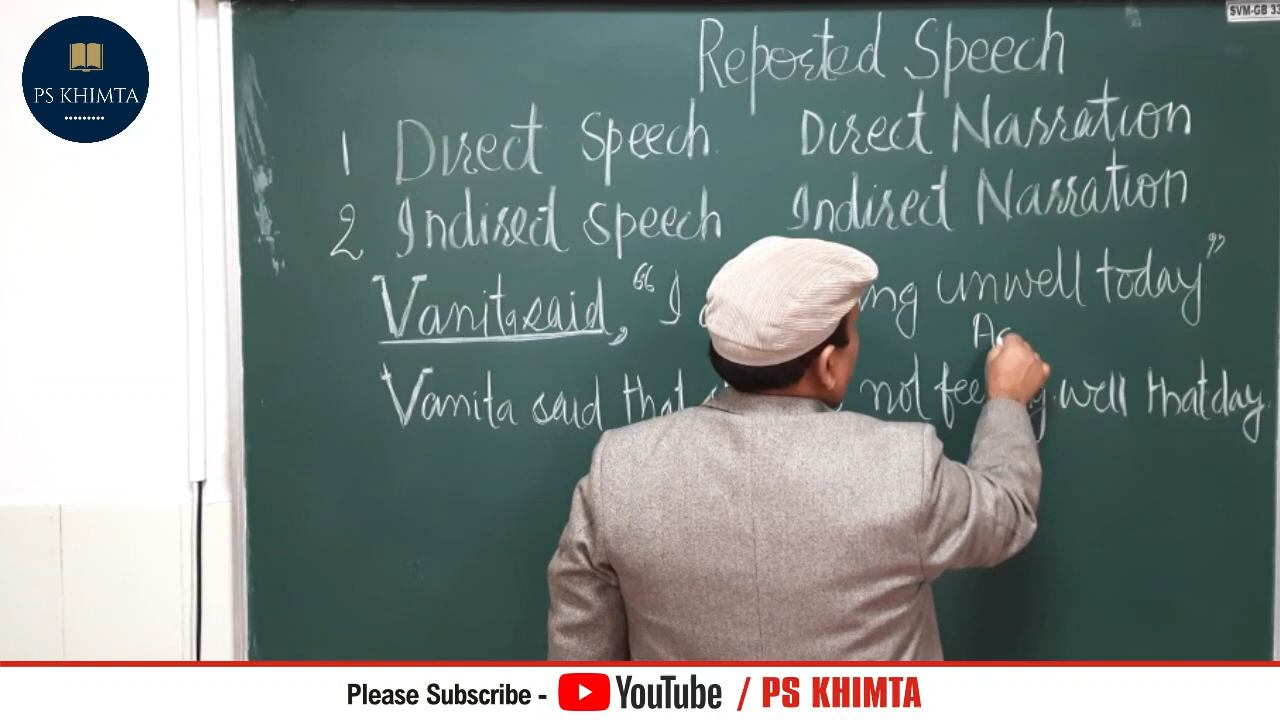 SVM-GB 33
PS KHIMTA
Reported Speech
1 Direct Speech. Direct Narration
2 Indirect Speech Indirect Narration
Vanita said, "I unwell today"
Vanita said that not well that day.
Please Subscribe - YouTube / PS KHIMTA